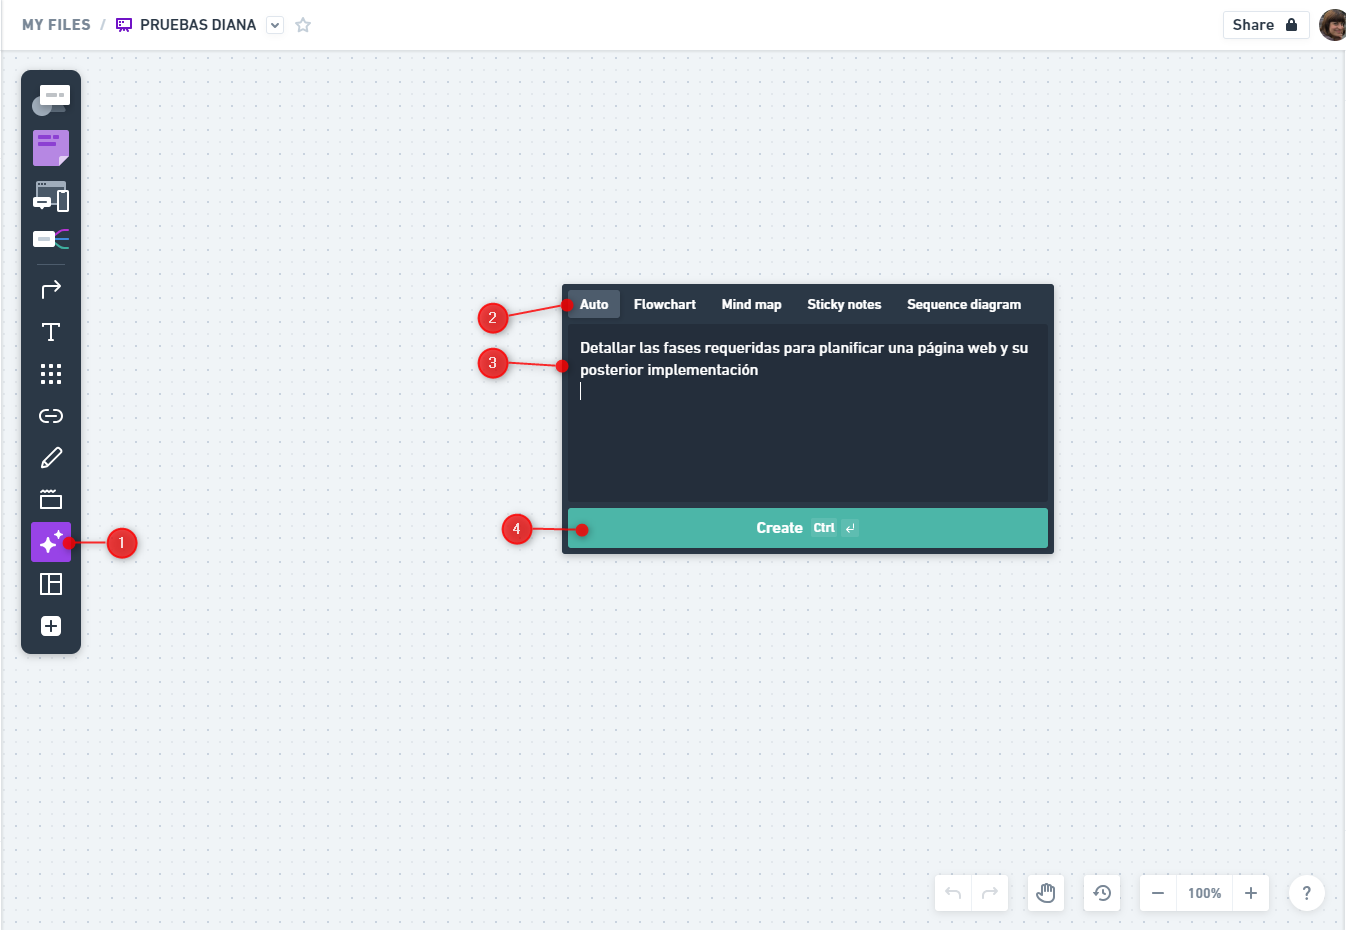 MY FILES / PRUEBAS DIANA
Share
Auto Flowchart Mind map Sticky notes Sequence diagram
2
Detallar las fases requeridas para planificar una página web y su
posterior implementación
3
4
Create Ctrl
1
T
100%
?